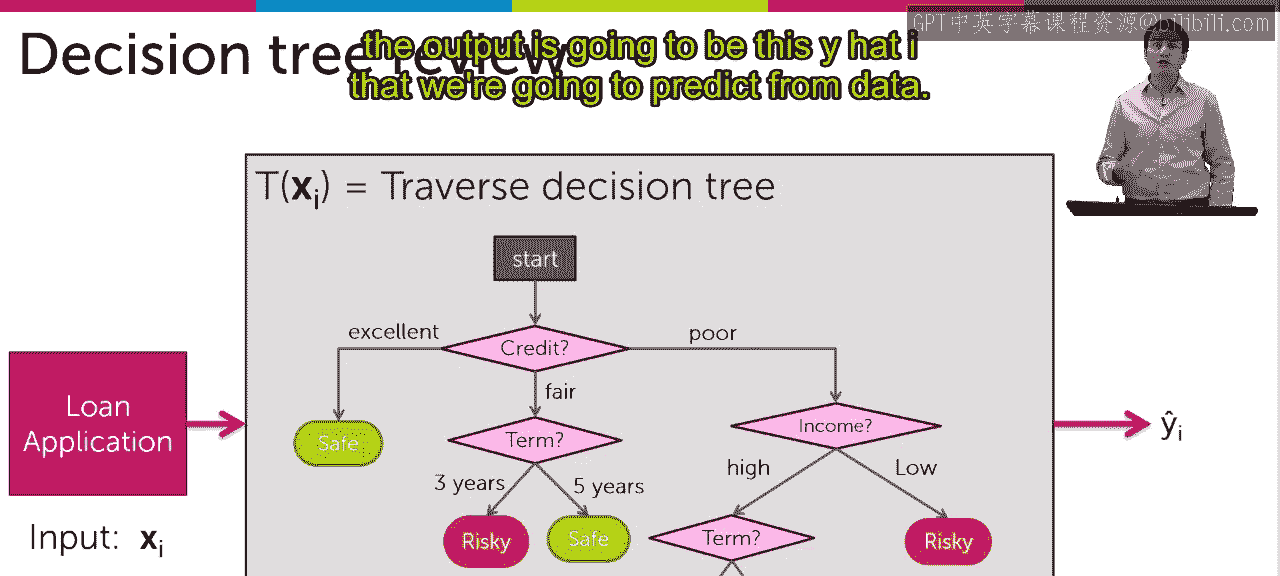 GPT中英字幕课程资源@bilibili.com
Decision tree review
the output is going to be this y hat i
that we're going to predict from data.
T(xᵢ) = Traverse decision tree
start
excellent
poor
Credit?
fair
Loan
Application
Safe
Term?
Income?
ŷᵢ
3 years
5 years
high
Low
Input: xᵢ
Risky
Safe
Term?
Risky